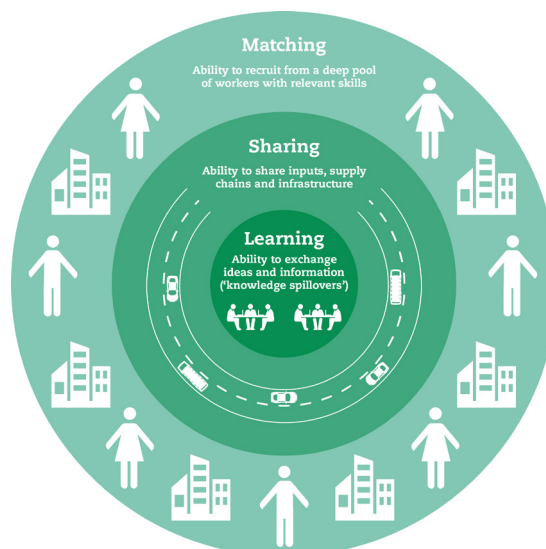 Matching
Ability to recruit from a deep pool
of workers with relevant skills
Sharing
Ability to share inputs, supply
chains and infrastructure
Learning
Ability to exchange
ideas and information
(‘knowledge spillovers’)